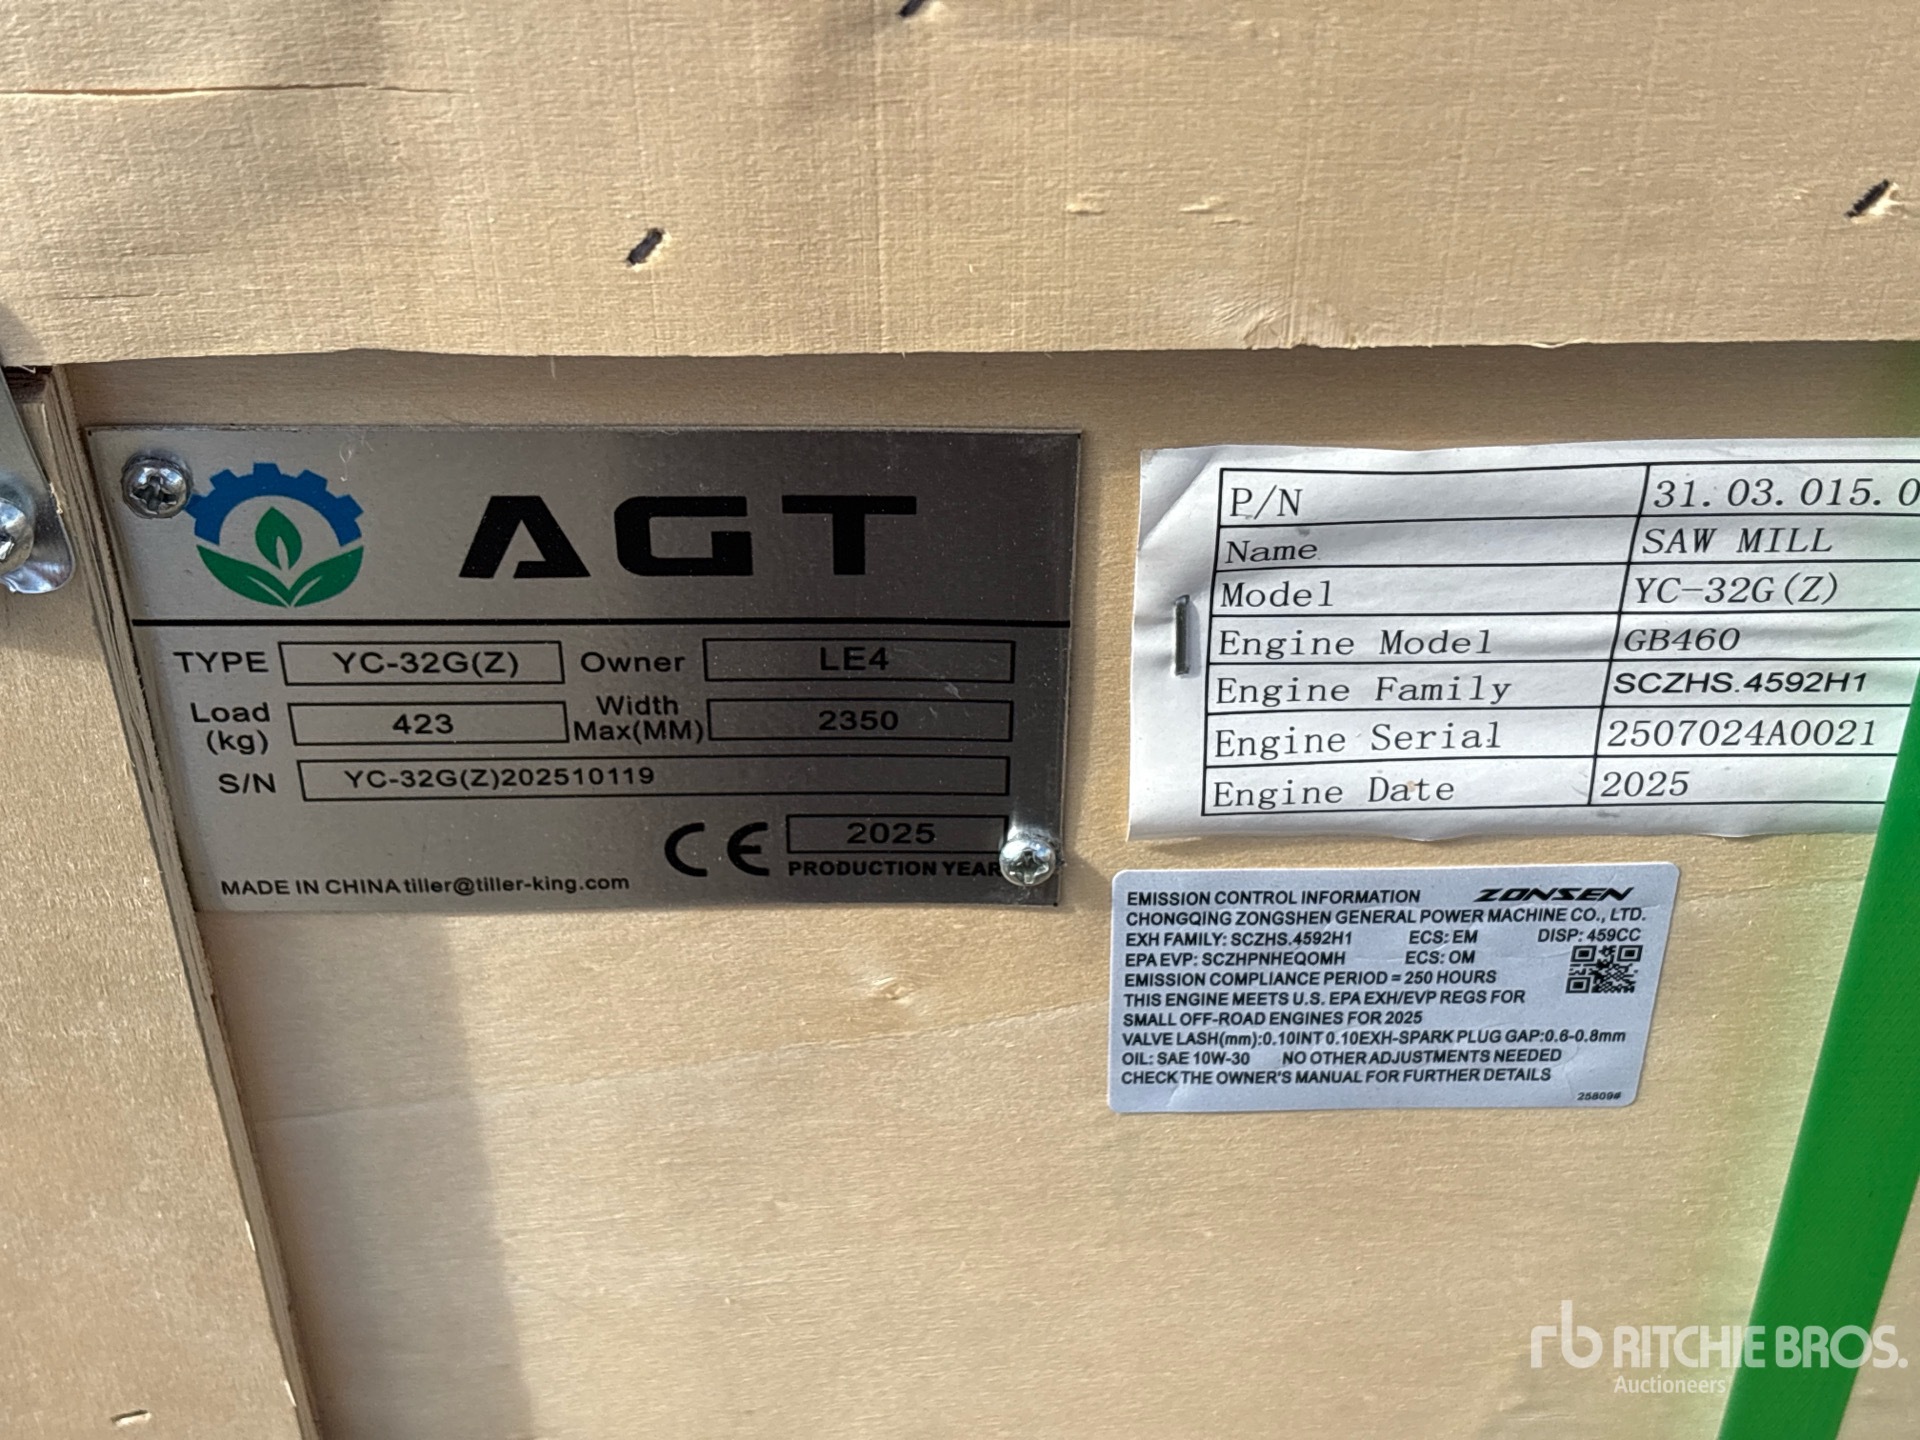 AGT
TYPE YC-32G(Z) Owner LE4
Load (kg) 423 Width Max(MM) 2350
S/N YC-32G(Z)202510119
CE 2025
PRODUCTION YEAR
MADE IN CHINA tiller@tiller-king.com
P/N 31.03.015.0
Name SAW MILL
Model YC-32G(Z)
Engine Model GB460
Engine Family SCZHS.4592H1
Engine Serial 2507024A0021
Engine Date 2025
EMISSION CONTROL INFORMATION ZONSEN
CHONGQING ZONGSHEN GENERAL POWER MACHINE CO., LTD.
EXH FAMILY: SCZHS.4592H1 ECS: EM DISP: 459CC
EPA EVP: SCZHPNHEQOMH ECS: OM
EMISSION COMPLIANCE PERIOD = 250 HOURS
THIS ENGINE MEETS U.S. EPA EXH/EVP REGS FOR
SMALL OFF-ROAD ENGINES FOR 2025
VALVE LASH(mm):0.10INT 0.10EXH-SPARK PLUG GAP:0.6-0.8mm
OIL: SAE 10W-30 NO OTHER ADJUSTMENTS NEEDED
CHECK THE OWNER'S MANUAL FOR FURTHER DETAILS
25809#
rb RITCHIE BROS.
Auctioneers